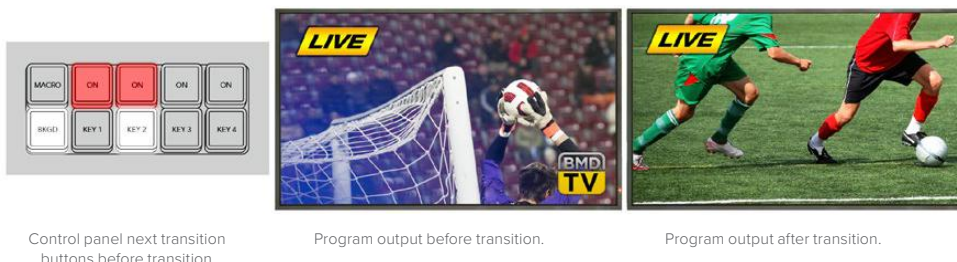 MACRO ON ON ON ON
BKGD KEY 1 KEY 2 KEY 3 KEY 4
LIVE
BMD
TV
LIVE
Control panel next transition
buttons before transition
Program output before transition.
Program output after transition.